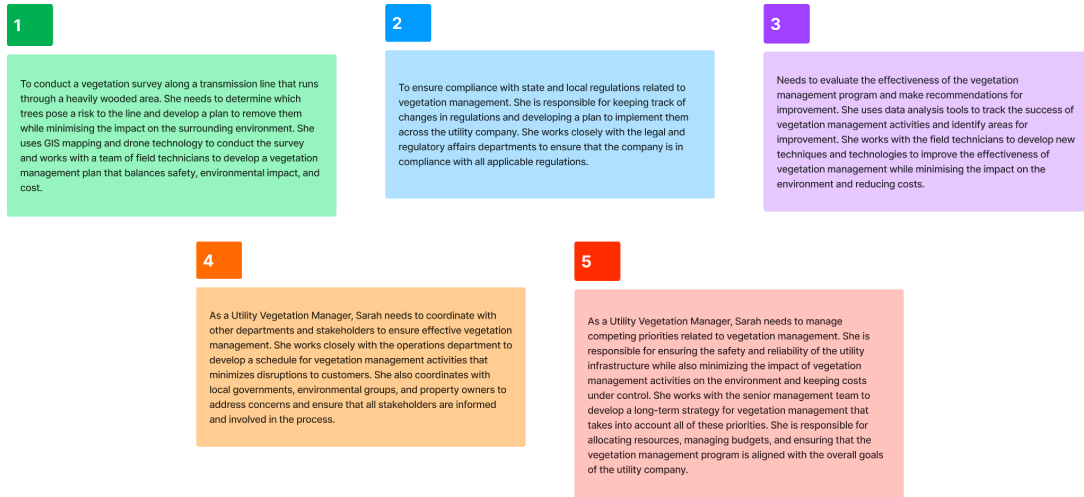 1
To conduct a vegetation survey along a transmission line that runs
through a heavily wooded area. She needs to determine which
trees pose a risk to the line and develop a plan to remove them
while minimising the impact on the surrounding environment. She
uses GIS mapping and drone technology to conduct the survey
and works with a team of field technicians to develop a vegetation
management plan that balances safety, environmental impact, and
cost.
2
To ensure compliance with state and local regulations related to
vegetation management. She is responsible for keeping track of
changes in regulations and developing a plan to implement them
across the utility company. She works closely with the legal and
regulatory affairs departments to ensure that the company is in
compliance with all applicable regulations.
3
Needs to evaluate the effectiveness of the vegetation
management program and make recommendations for
improvement. She uses data analysis tools to track the success of
vegetation management activities and identify areas for
improvement. She works with the field technicians to develop new
techniques and technologies to improve the effectiveness of
vegetation management while minimising the impact on the
environment and reducing costs.
4
As a Utility Vegetation Manager, Sarah needs to coordinate with
other departments and stakeholders to ensure effective vegetation
management. She works closely with the operations department to
develop a schedule for vegetation management activities that
minimizes disruptions to customers. She also coordinates with
local governments, environmental groups, and property owners to
address concerns and ensure that all stakeholders are informed
and involved in the process.
5
As a Utility Vegetation Manager, Sarah needs to manage
competing priorities related to vegetation management. She is
responsible for ensuring the safety and reliability of the utility
infrastructure while also minimizing the impact of vegetation
management activities on the environment and keeping costs
under control. She works with the senior management team to
develop a long-term strategy for vegetation management that
takes into account all of these priorities. She is responsible for
allocating resources, managing budgets, and ensuring that the
vegetation management program is aligned with the overall goals
of the utility company.